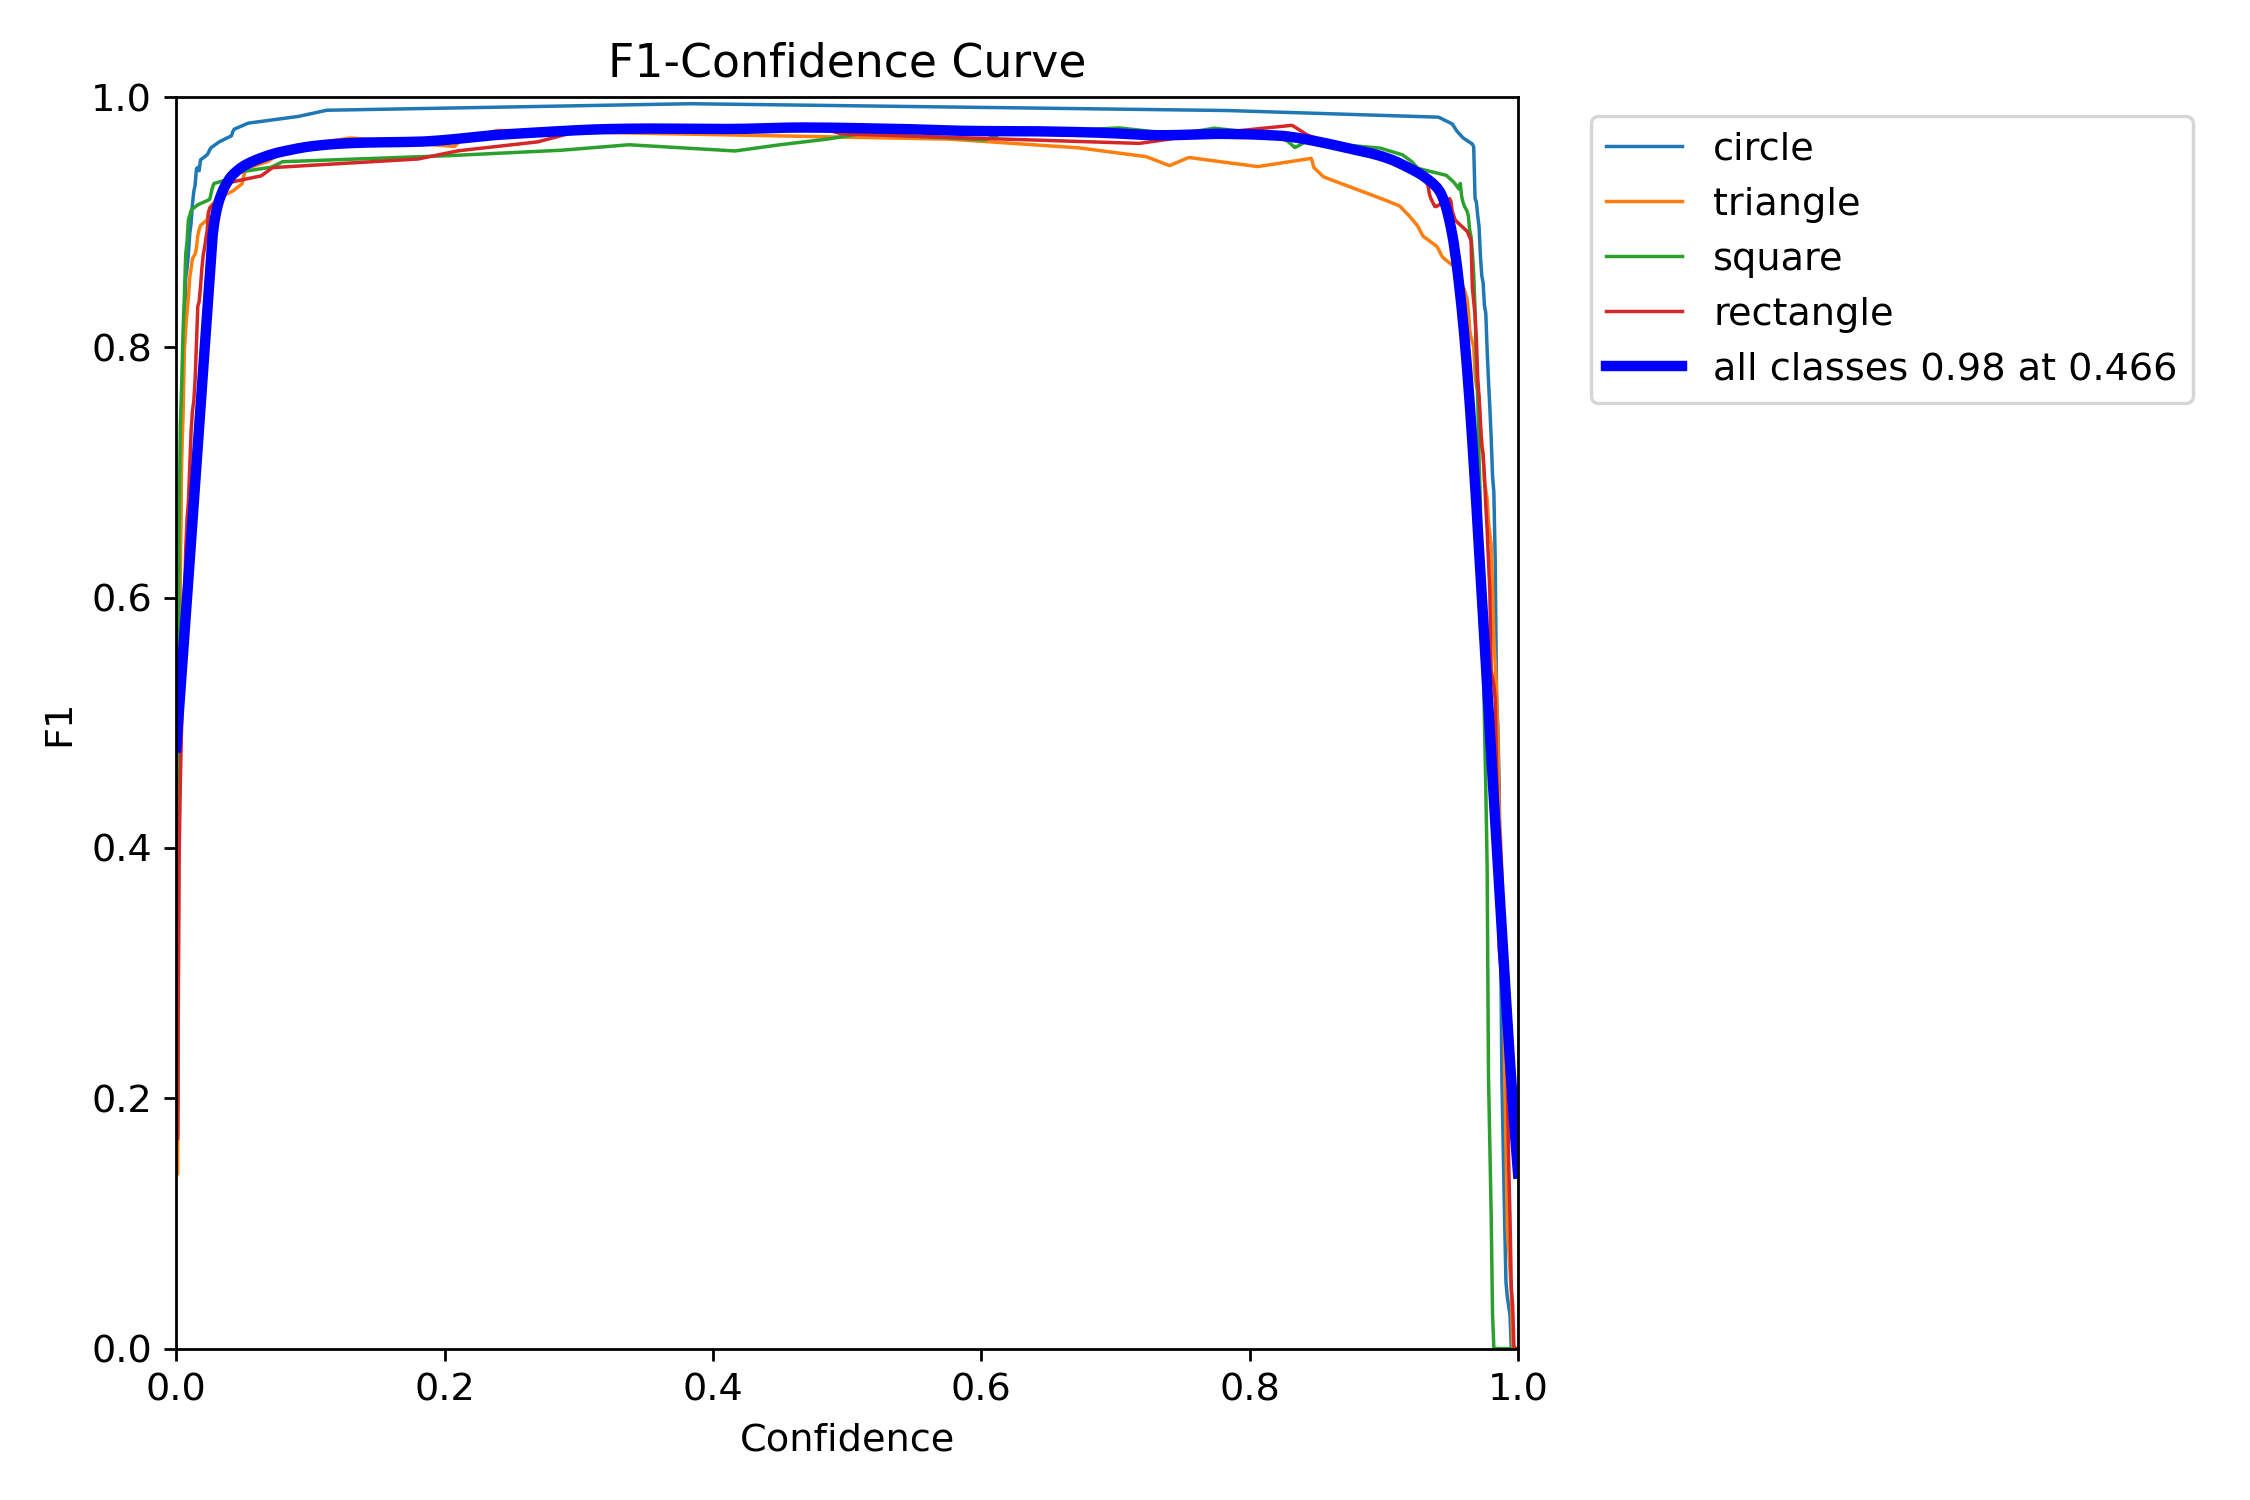 F1-Confidence Curve
1.0
0.8
0.6
0.4
0.2
0.0
F1
0.0 0.2 0.4 0.6 0.8 1.0
Confidence
circle
triangle
square
rectangle
all classes 0.98 at 0.466